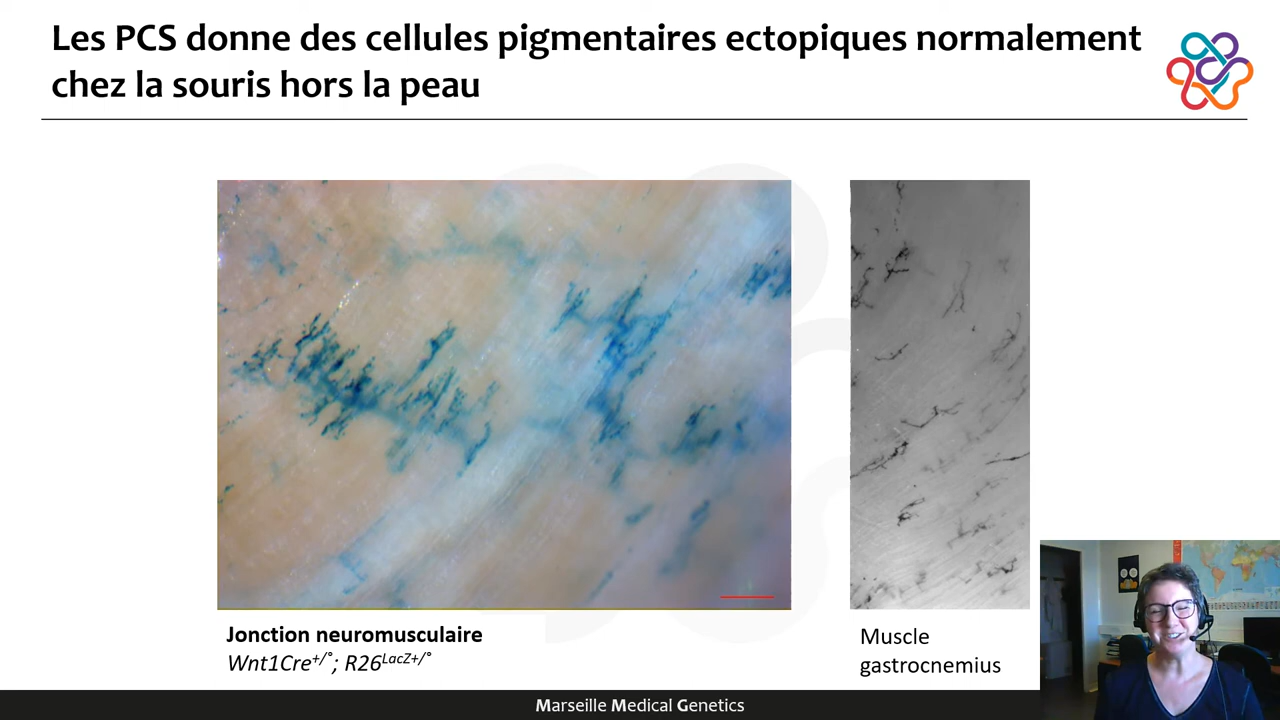 Les PCS donne des cellules pigmentaires ectopiques normalement
chez la souris hors la peau
Jonction neuromusculaire
Wnt1Cre+/°; R26LacZ+/°
Muscle
gastrocnemius
Marseille Medical Genetics